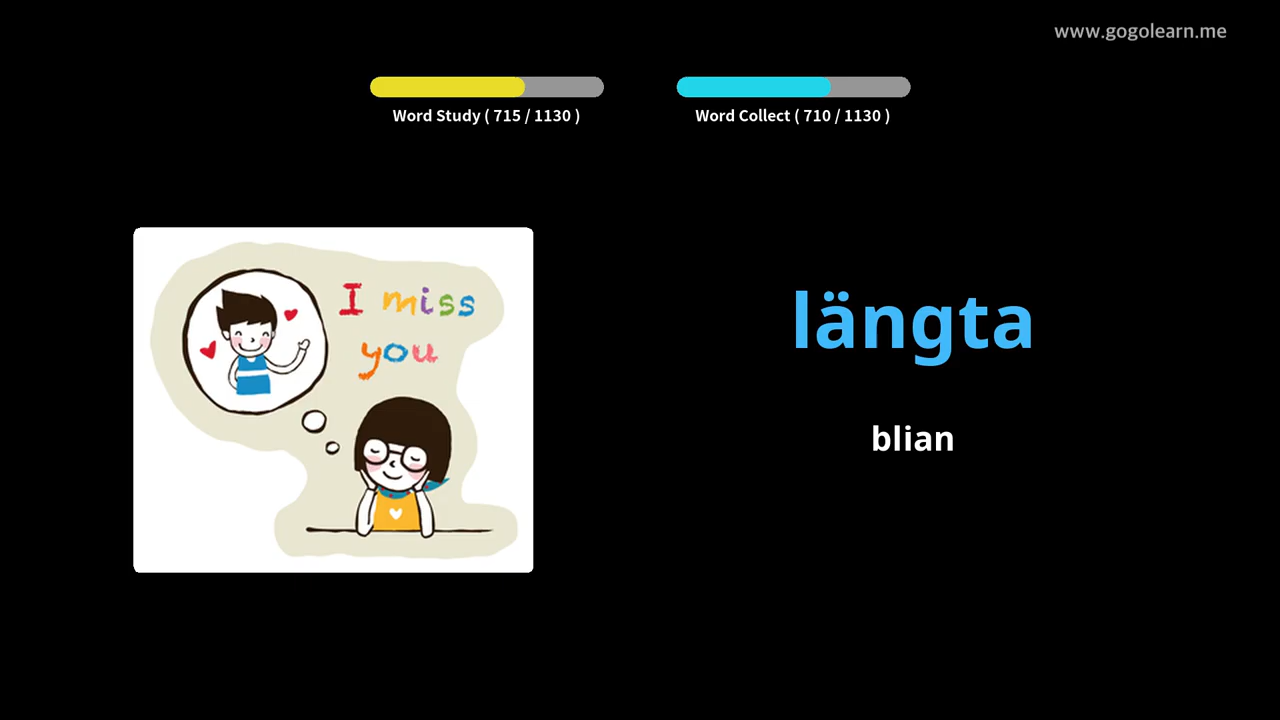 www.gogolearn.me
Word Study ( 715 / 1130 )
Word Collect ( 710 / 1130 )
I miss
you
längta
blian